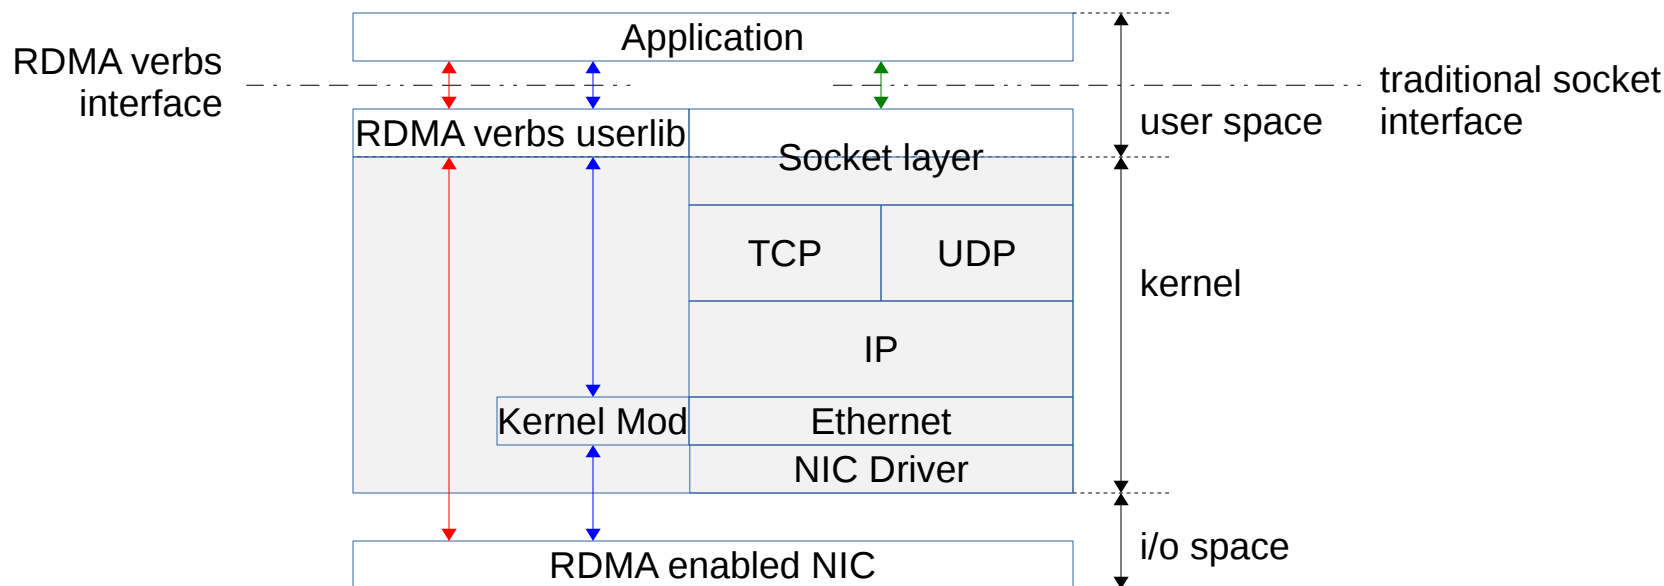 Application
RDMA verbs
interface
traditional socket
interface
RDMA verbs userlib
user space
Socket layer
TCP
UDP
kernel
IP
Kernel Mod
Ethernet
NIC Driver
i/o space
RDMA enabled NIC